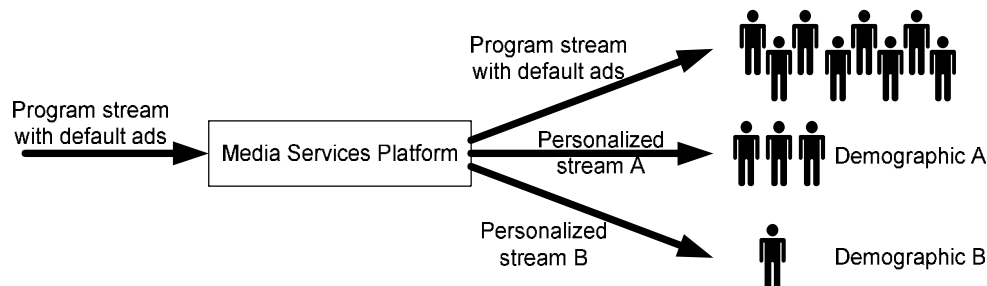 Program stream
with default ads
Media Services Platform
Program stream
with default ads
Personalized
stream A
Demographic A
Personalized
stream B
Demographic B